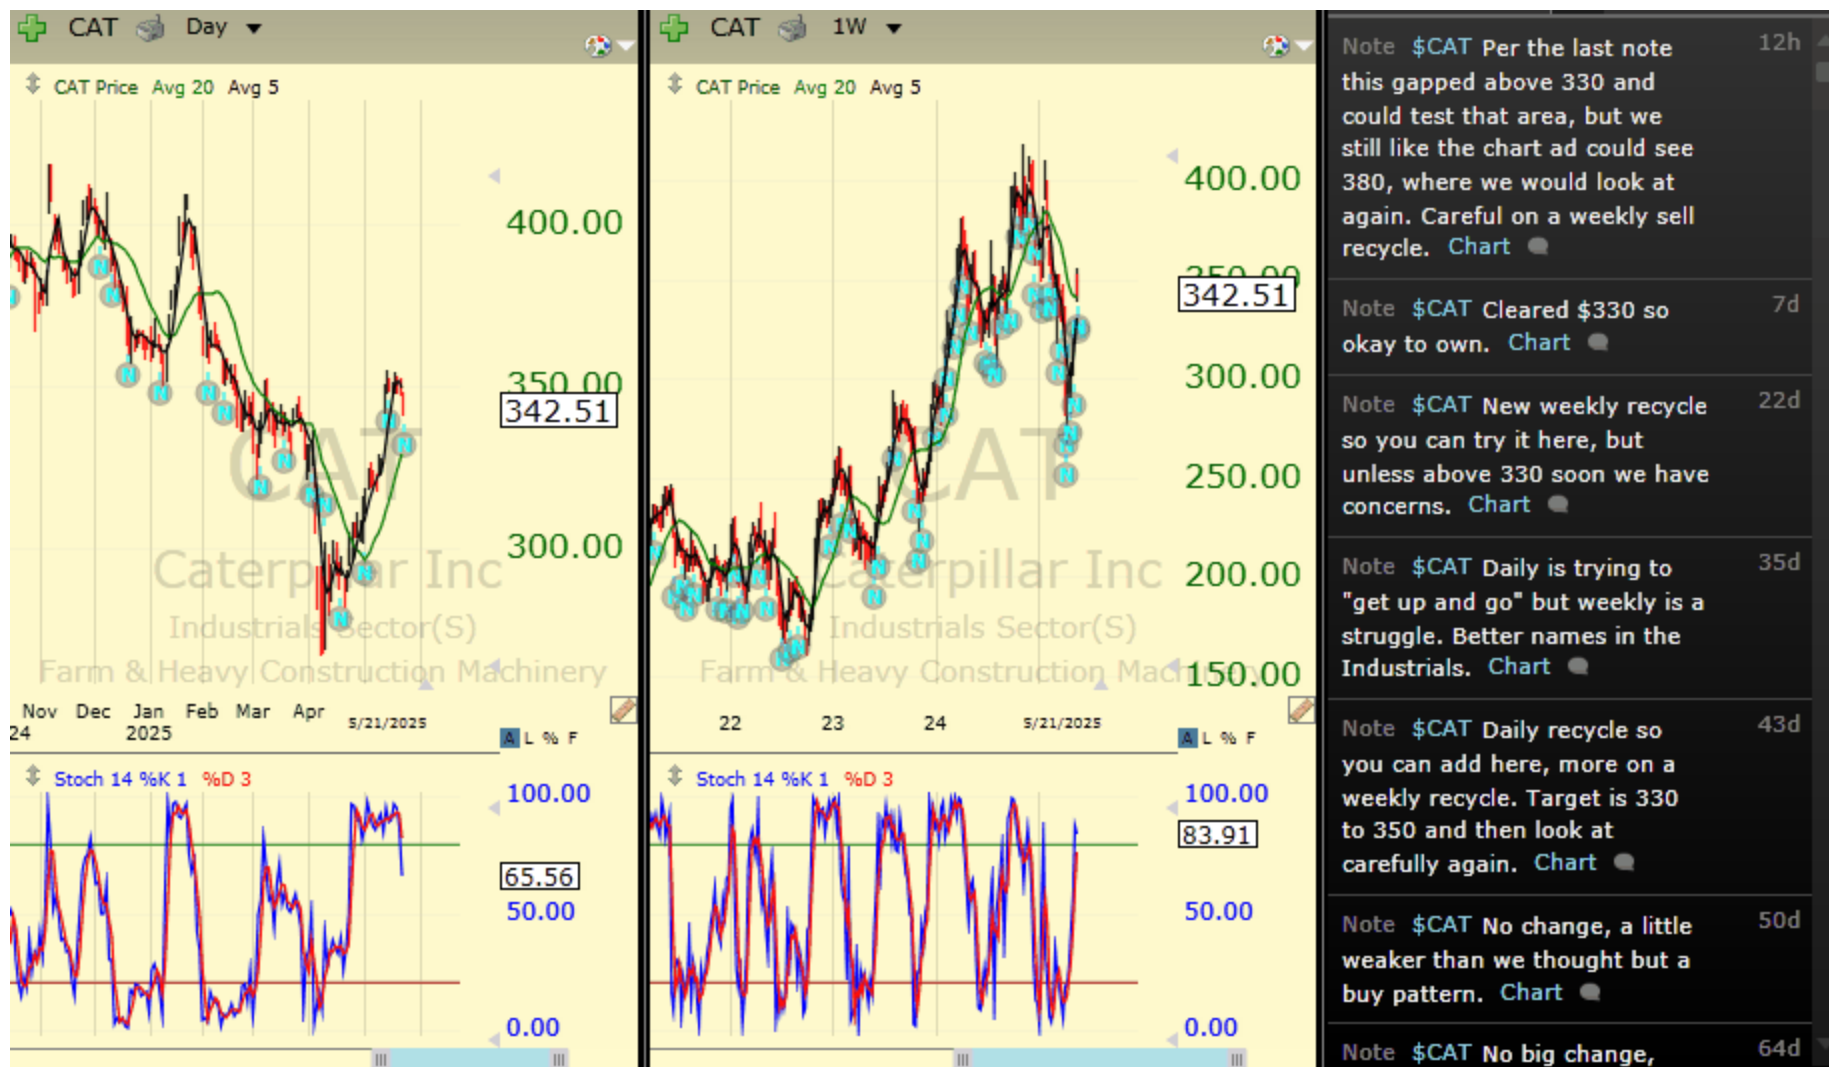 CAT Day
CAT Price Avg 20 Avg 5
400.00
350.00
342.51
300.00
CAT
Caterpillar Inc
Industrials Sector(S)
Farm & Heavy Construction Machinery
Nov Dec Jan Feb Mar Apr 5/21/2025
24 2025
A L % F
Stoch 14 %K 1 %D 3
100.00
65.56
50.00
0.00
CAT 1W
CAT Price Avg 20 Avg 5
400.00
350.00
342.51
300.00
250.00
200.00
150.00
CAT
Caterpillar Inc
Industrials Sector(S)
Farm & Heavy Construction Machinery
22 23 24 5/21/2025
A L % F
Stoch 14 %K 1 %D 3
100.00
83.91
50.00
0.00
Note $CAT Per the last note 12h
this gapped above 330 and
could test that area, but we
still like the chart ad could see
380, where we would look at
again. Careful on a weekly sell
recycle. Chart
Note $CAT Cleared $330 so 7d
okay to own. Chart
Note $CAT New weekly recycle 22d
so you can try it here, but
unless above 330 soon we have
concerns. Chart
Note $CAT Daily is trying to 35d
"get up and go" but weekly is a
struggle. Better names in the
Industrials. Chart
Note $CAT Daily recycle so 43d
you can add here, more on a
weekly recycle. Target is 330
to 350 and then look at
carefully again. Chart
Note $CAT No change, a little 50d
weaker than we thought but a
buy pattern. Chart
Note $CAT No big change, 64d